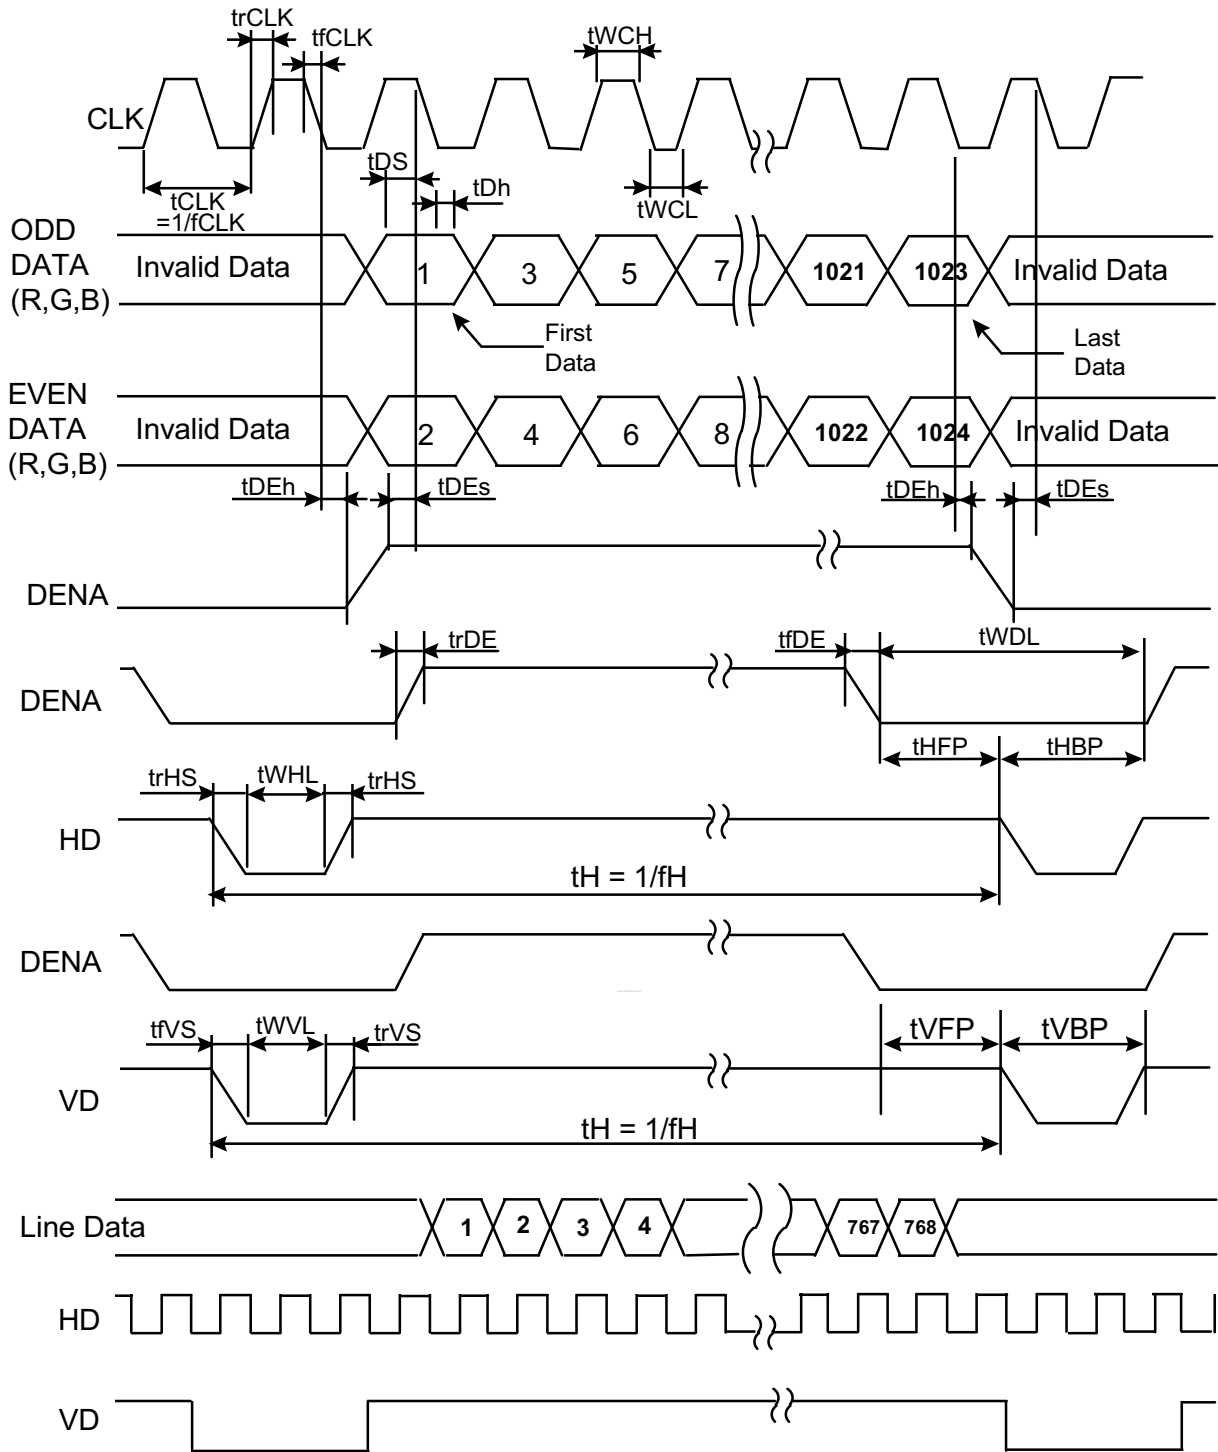 trCLK
tfCLK
tWCH
CLK
tDS
tDh
tCLK
=1/fCLK
tWCL
ODD
DATA
(R,G,B)
Invalid Data
1
3
5
7
1021
1023
Invalid Data
First
Data
Last
Data
EVEN
DATA
(R,G,B)
Invalid Data
2
4
6
8
1022
1024
Invalid Data
tDEh
tDEs
tDEh
tDEs
DENA
trDE
tfDE
tWDL
DENA
tHFP
tHBP
trHS
tWHL
trHS
HD
tH = 1/fH
DENA
tfVS
tWVL
trVS
tVFP
tVBP
VD
tH = 1/fH
Line Data
1
2
3
4
767
768
HD
VD